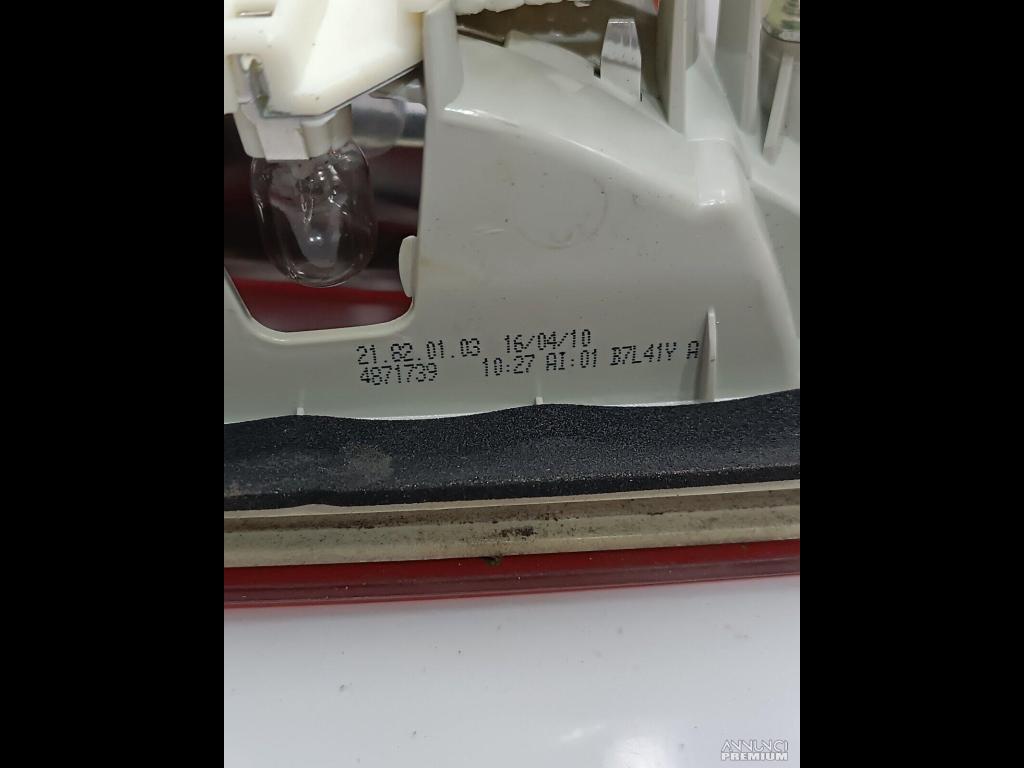 21.82.01.03 16/04/10
4871739 10:27 AI:01 B7L41Y A
ANNUNCI
PREMIUM